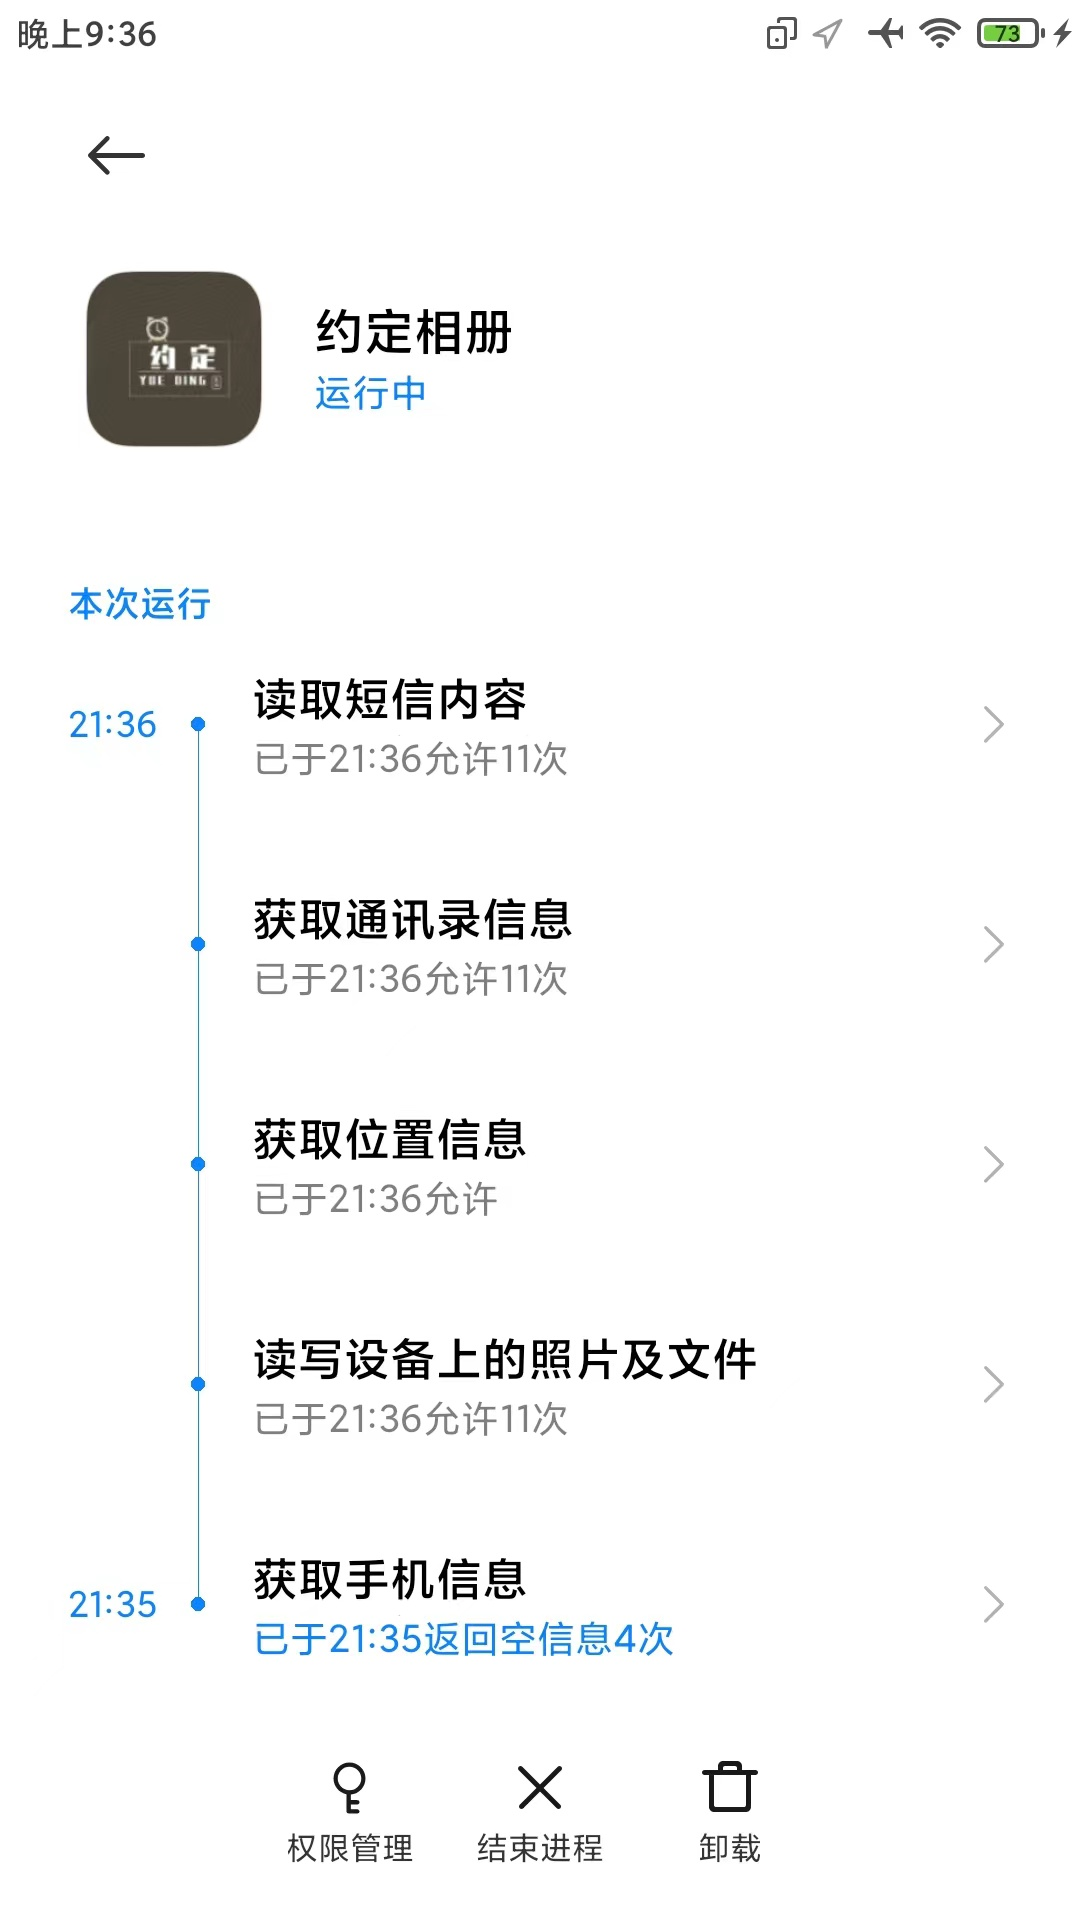 晚上9:36
73
约定
YUE DING
约定相册
运行中
本次运行
21:36
读取短信内容
已于21:36允许11次
获取通讯录信息
已于21:36允许11次
获取位置信息
已于21:36允许
读写设备上的照片及文件
已于21:36允许11次
21:35
获取手机信息
已于21:35返回空信息4次
权限管理
结束进程
卸载